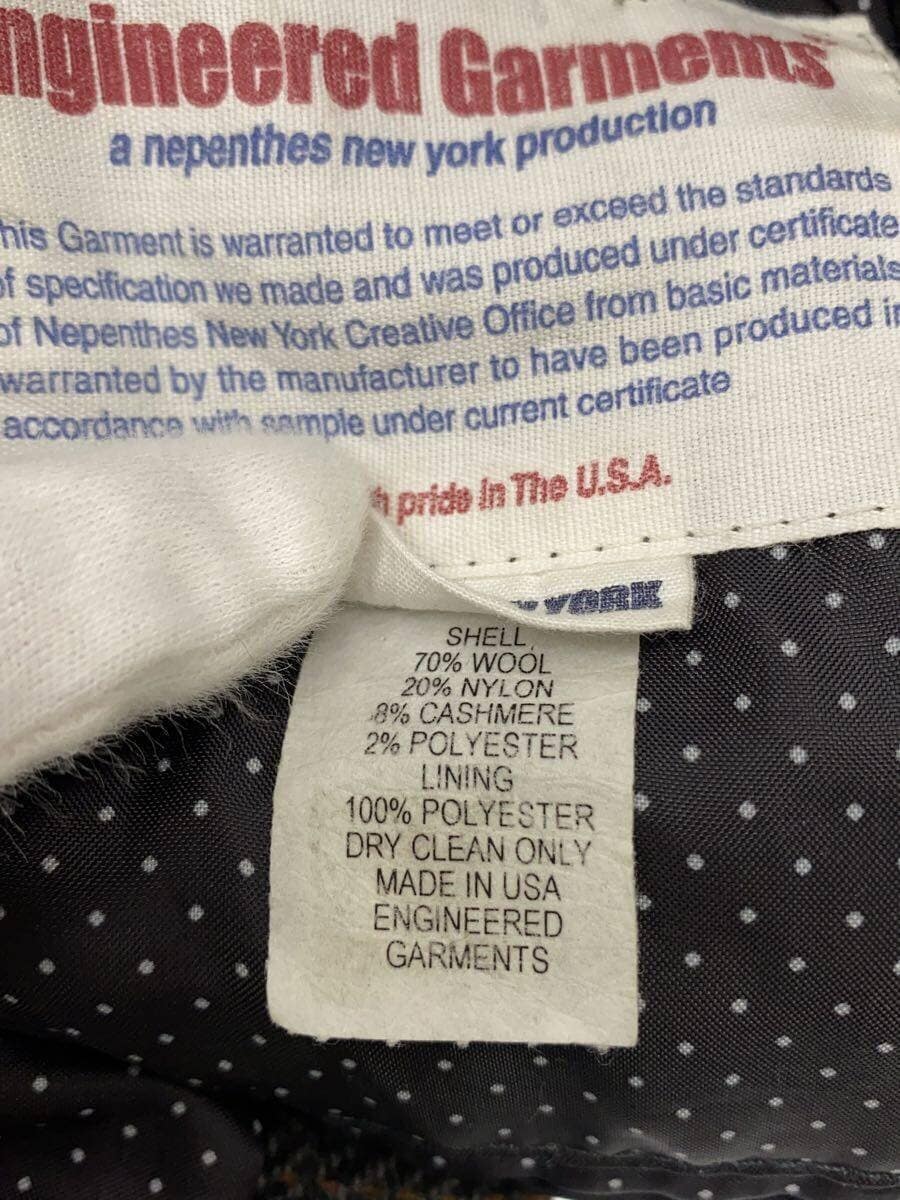 ngineered Garments
a nepenthes new york production
his Garment is warranted to meet or exceed the standards
of specification we made and was produced under certificate
of Nepenthes New York Creative Office from basic materials
warranted by the manufacturer to have been produced in
accordance with sample under current certificate
h pride in The U.S.A.
YORK
SHELL
70% WOOL
20% NYLON
8% CASHMERE
2% POLYESTER
LINING
100% POLYESTER
DRY CLEAN ONLY
MADE IN USA
ENGINEERED
GARMENTS